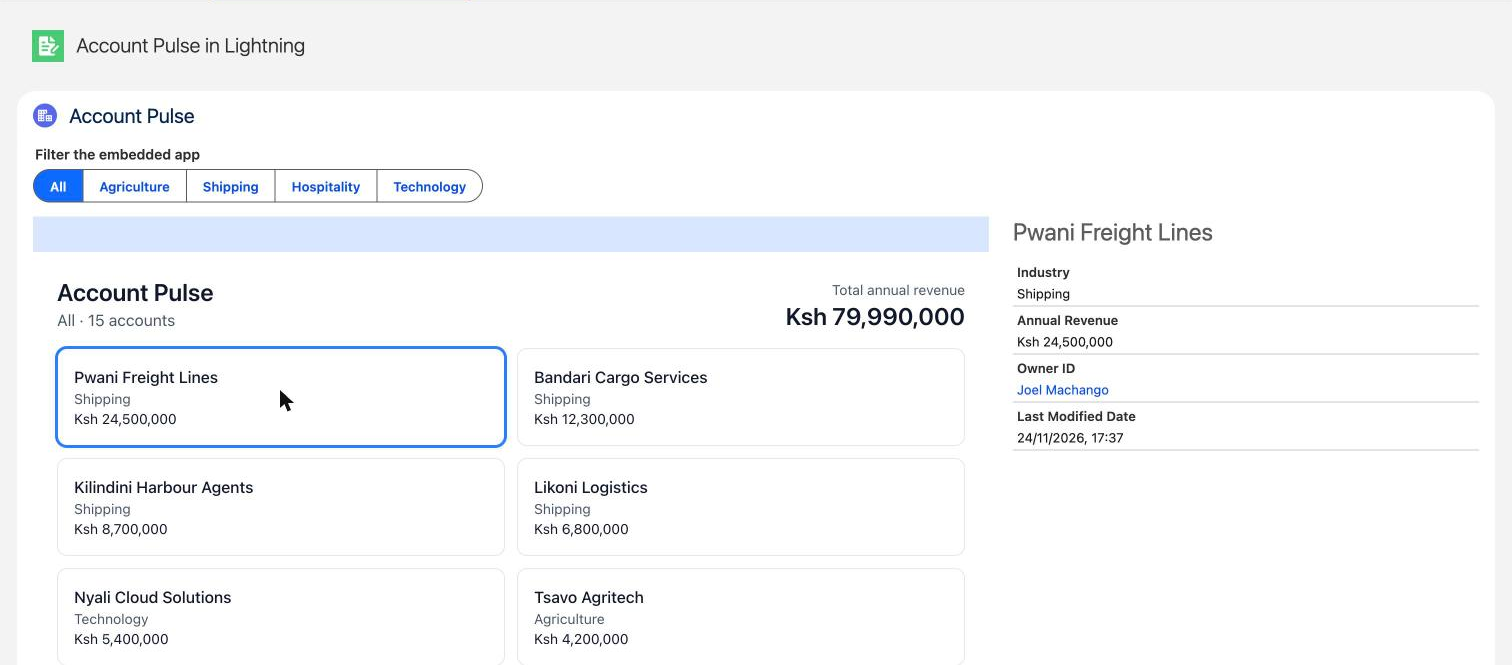 Account Pulse in Lightning
Account Pulse
Filter the embedded app
All
Agriculture
Shipping
Hospitality
Technology
Account Pulse
All · 15 accounts
Total annual revenue
Ksh 79,990,000
Pwani Freight Lines
Shipping
Ksh 24,500,000
Bandari Cargo Services
Shipping
Ksh 12,300,000
Kilindini Harbour Agents
Shipping
Ksh 8,700,000
Likoni Logistics
Shipping
Ksh 6,800,000
Nyali Cloud Solutions
Technology
Ksh 5,400,000
Tsavo Agritech
Agriculture
Ksh 4,200,000
Pwani Freight Lines
Industry
Shipping
Annual Revenue
Ksh 24,500,000
Owner ID
Joel Machango
Last Modified Date
24/11/2026, 17:37